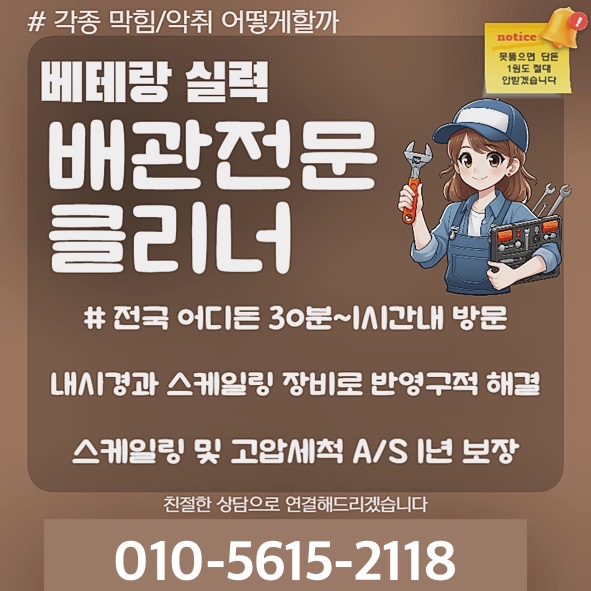 # 각종 막힘/악취 어떻게할까
notice
못뚫으면 단돈
1원도 절대
안받겠습니다
베테랑 실력
배관전문
클리너
# 전국 어디든 30분~1시간내 방문
내시경과 스케일링 장비로 반영구적 해결
스케일링 및 고압세척 A/S 1년 보장
친절한 상담으로 연결해드리겠습니다
010-5615-2118